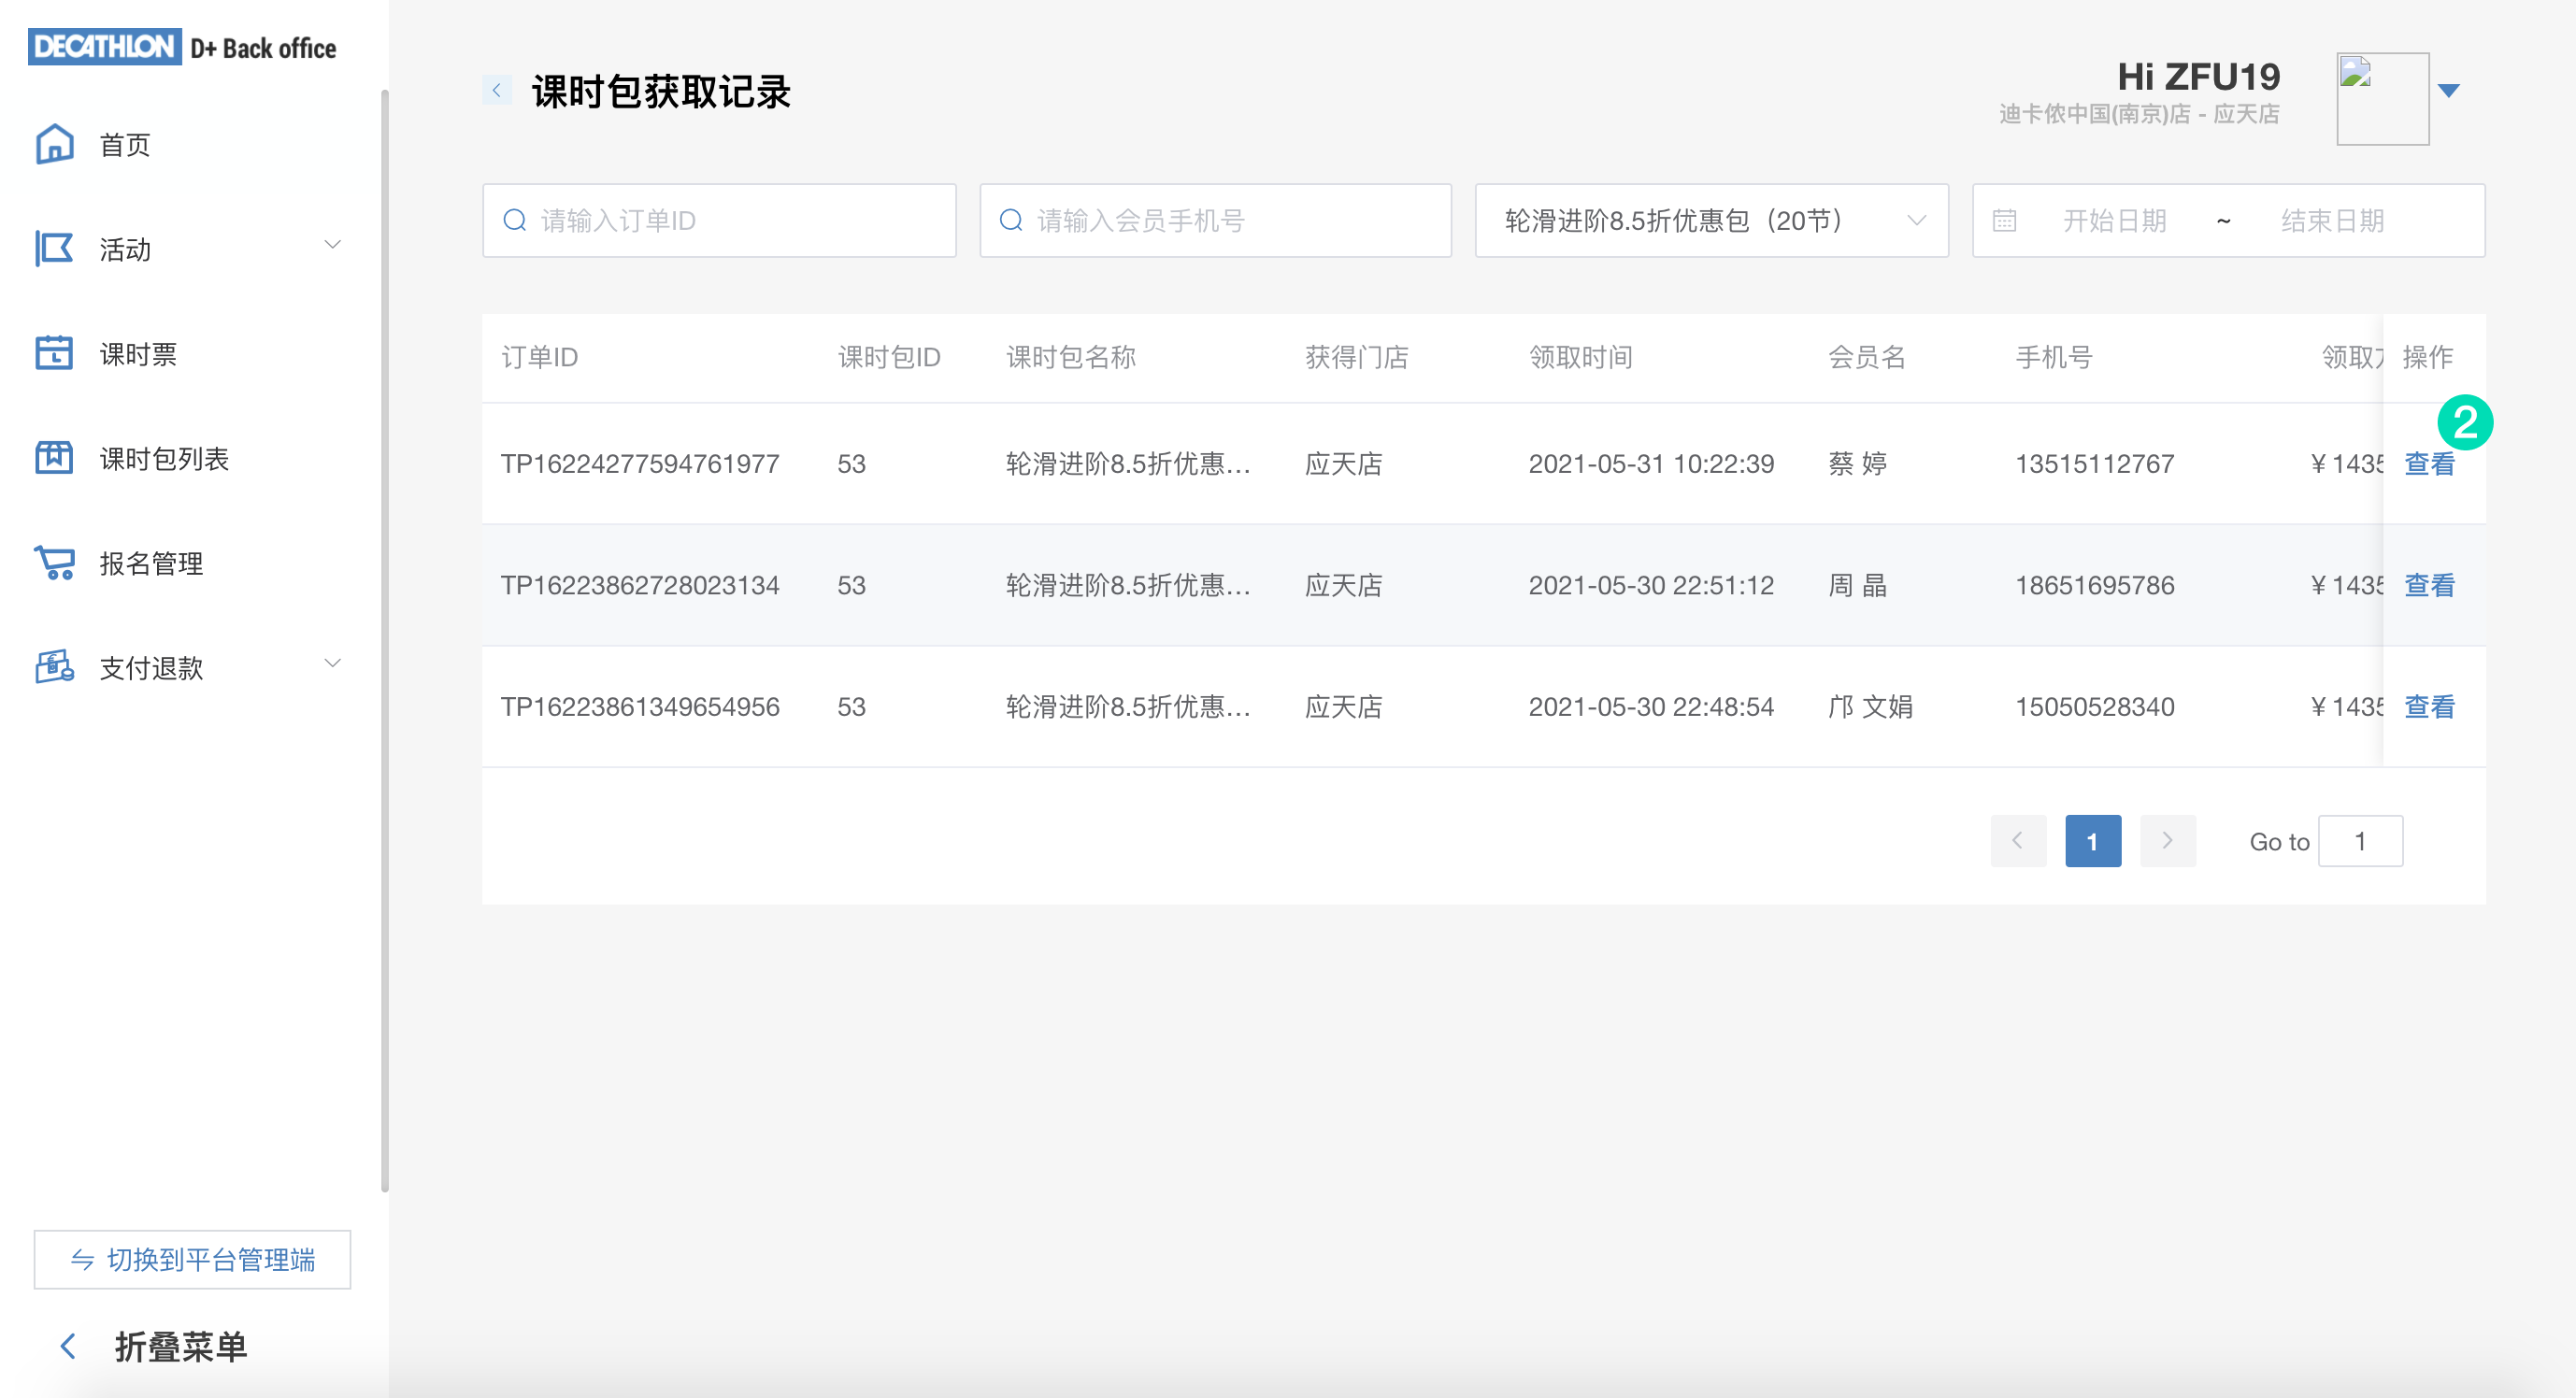 DECATHLON D+ Back office
首页
活动
课时票
课时包列表
报名管理
支付退款
切换到平台管理端
折叠菜单
课时包获取记录
Hi ZFU19
迪卡侬中国(南京)店 - 应天店
请输入订单ID 请输入会员手机号 轮滑进阶8.5折优惠包（20节） 开始日期 ~ 结束日期
订单ID 课时包ID 课时包名称 获得门店 领取时间 会员名 手机号 领取 操作
2
TP16224277594761977 53 轮滑进阶8.5折优惠... 应天店 2021-05-31 10:22:39 蔡 婷 13515112767 ¥ 1435 查看
TP16223862728023134 53 轮滑进阶8.5折优惠... 应天店 2021-05-30 22:51:12 周 晶 18651695786 ¥ 1435 查看
TP16223861349654956 53 轮滑进阶8.5折优惠... 应天店 2021-05-30 22:48:54 邝 文娟 15050528340 ¥ 1435 查看
1 Go to 1